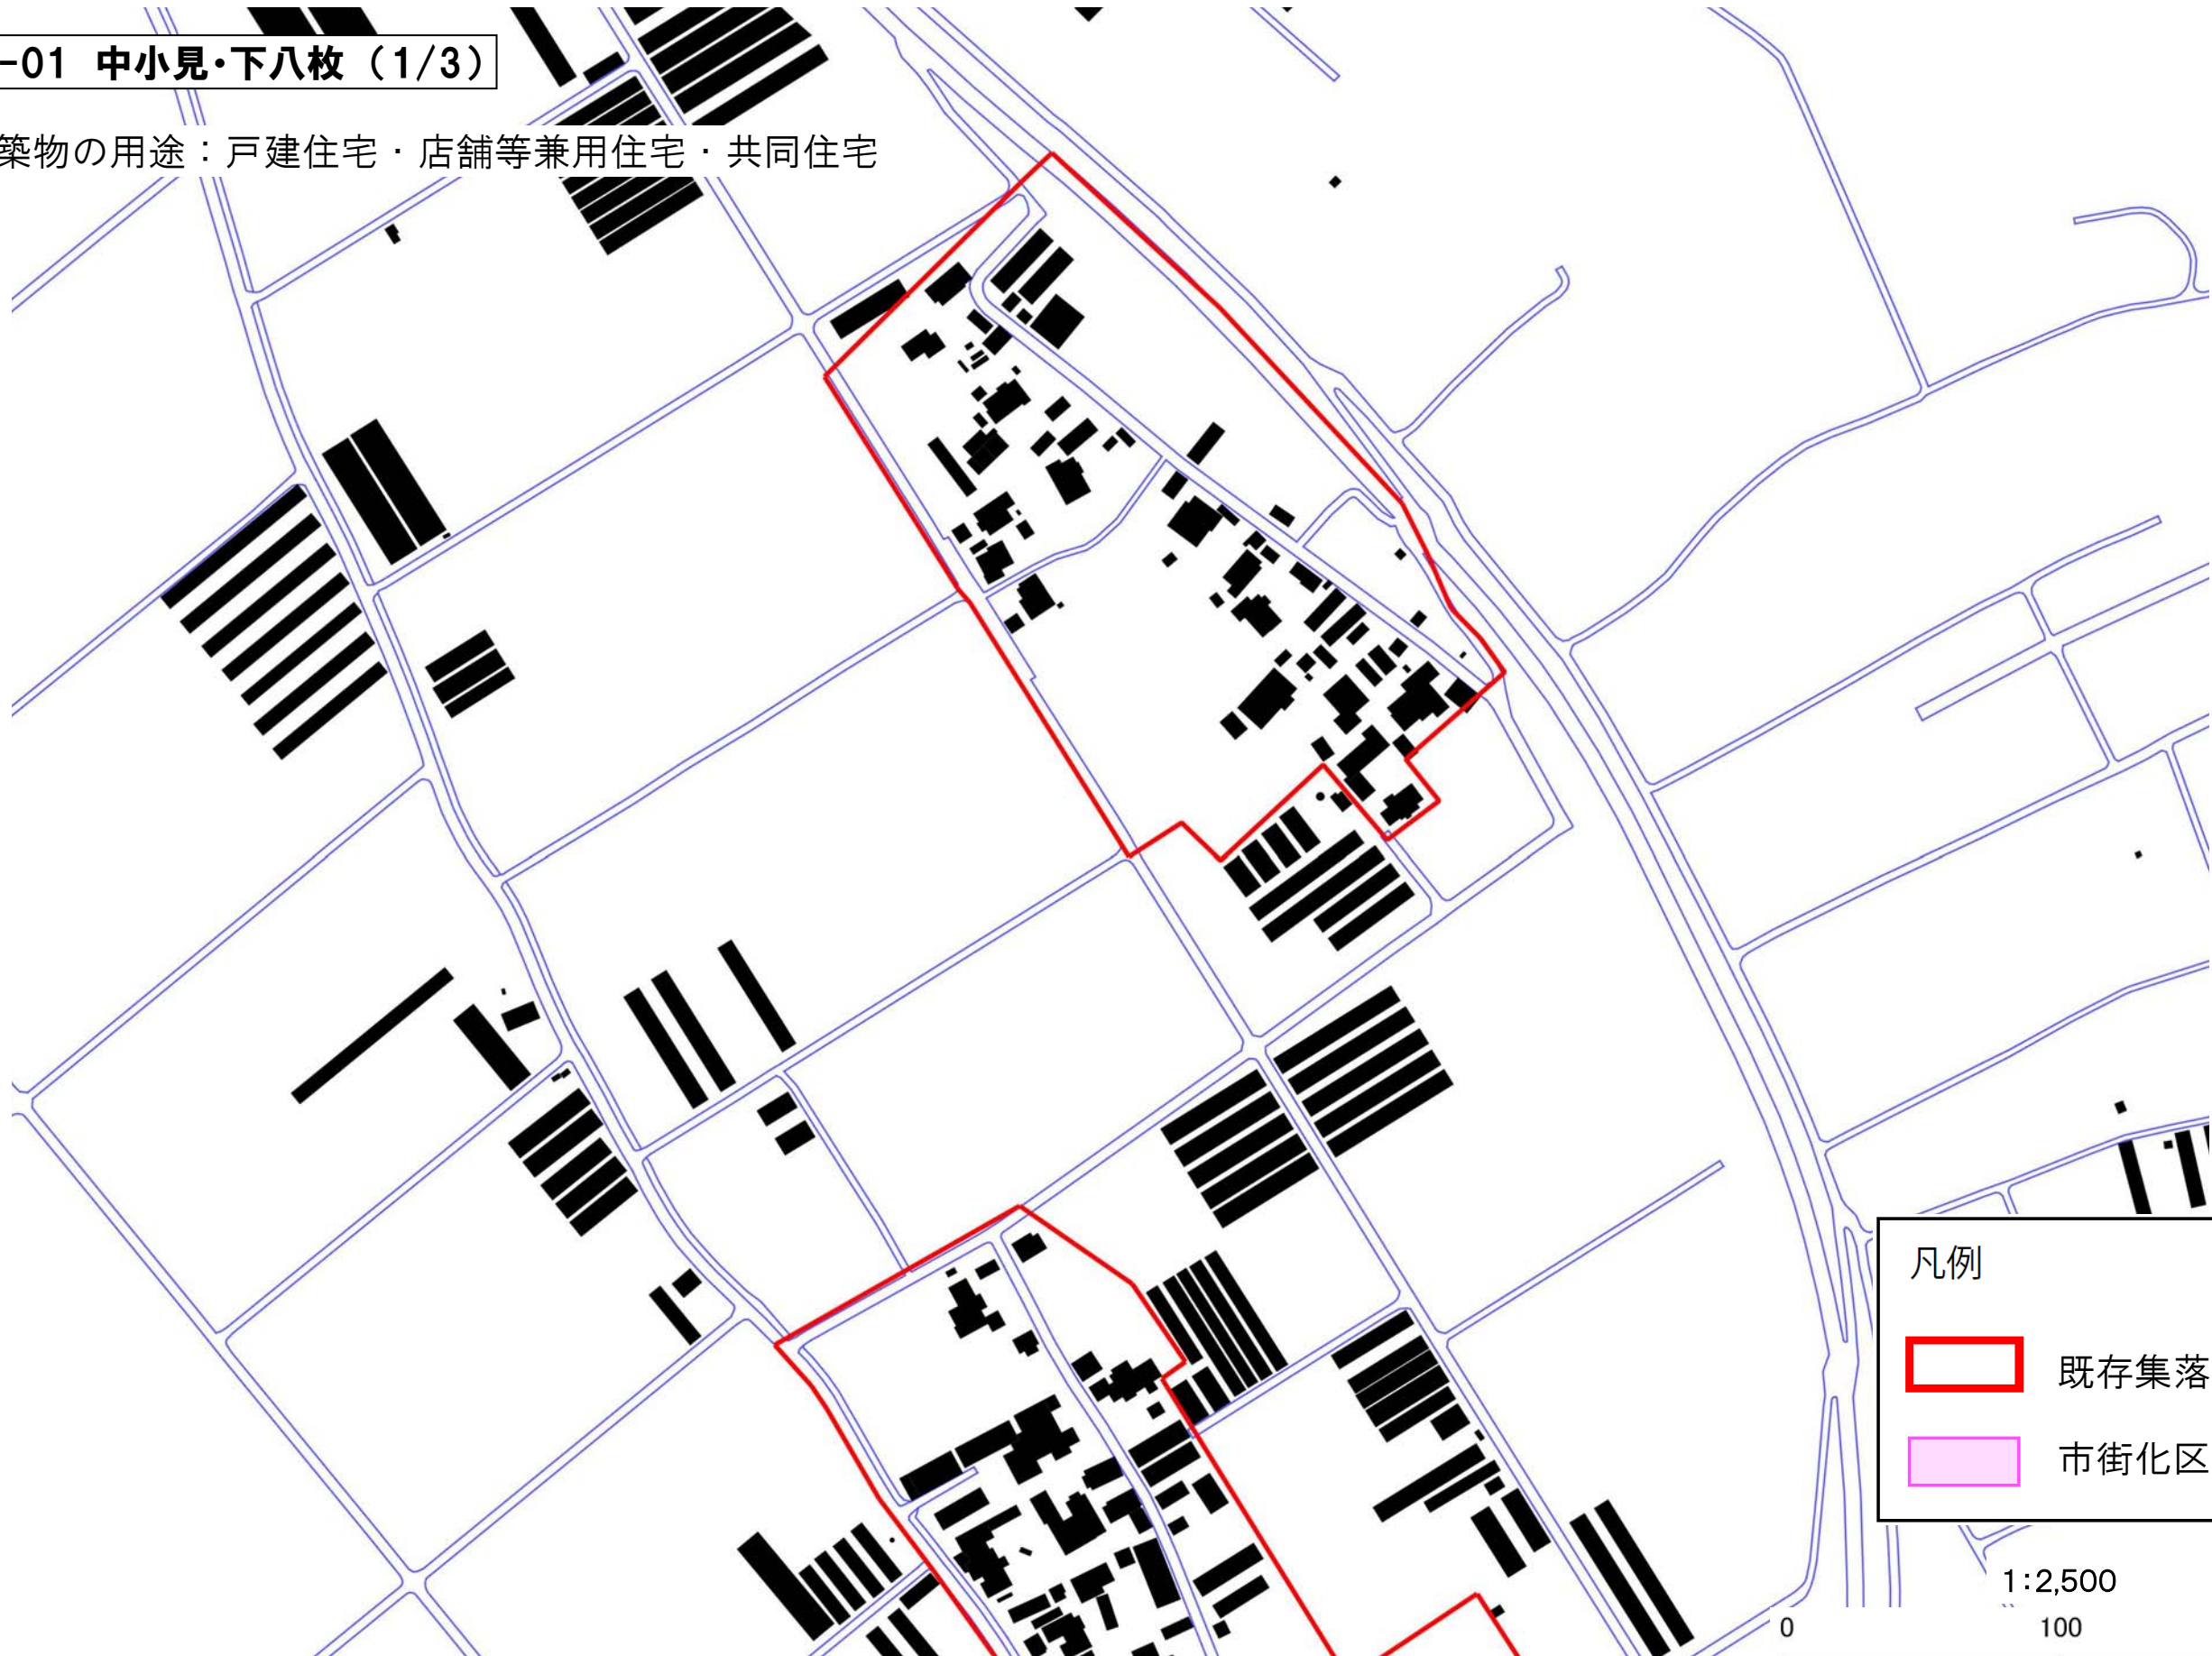 -01 中小見・下八枚（1/3）
築物の用途：戸建住宅・店舗等兼用住宅・共同住宅
凡例
既存集落
市街化区
1:2,500
0 100